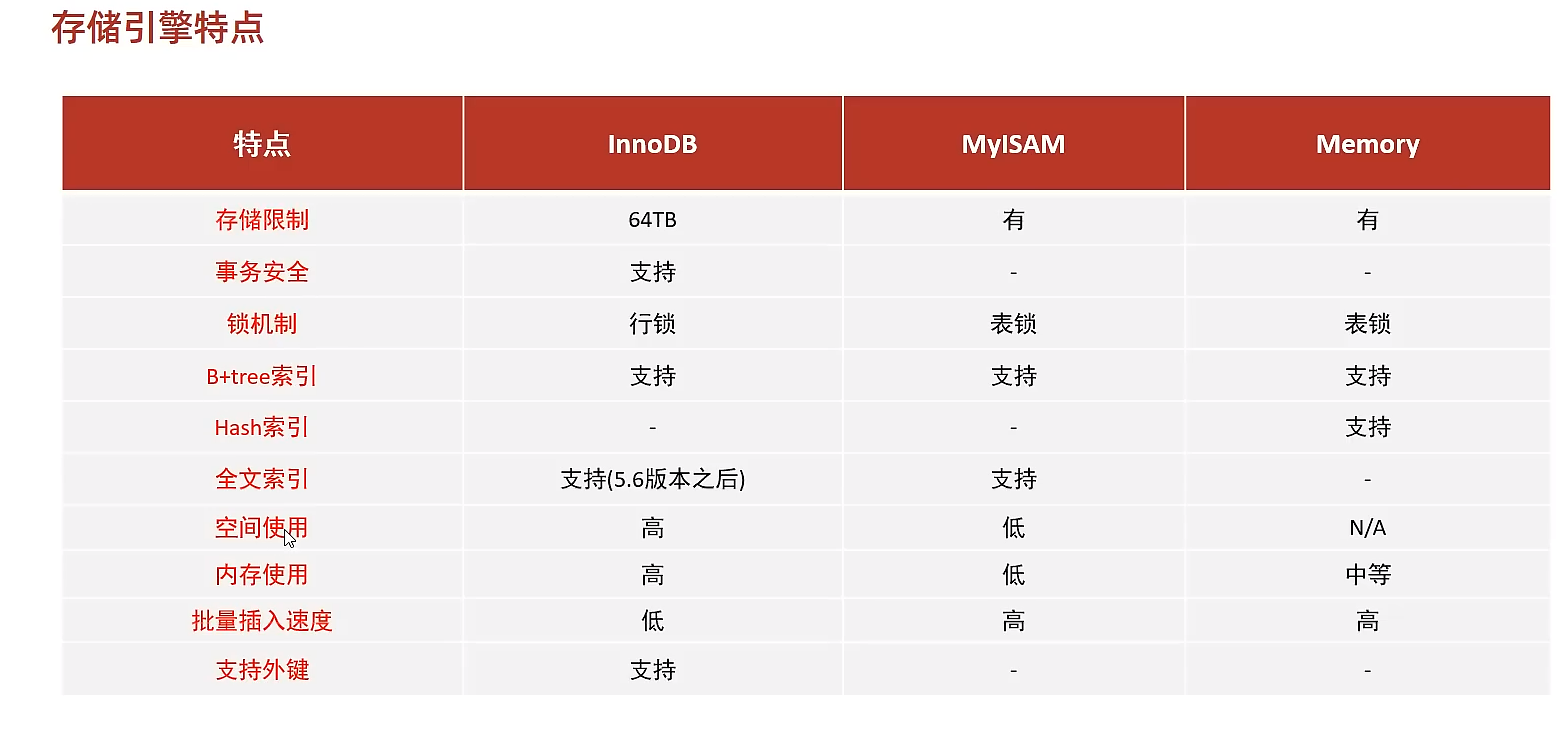 存储引擎特点
特点 InnoDB MyISAM Memory
存储限制 64TB 有 有
事务安全 支持 - -
锁机制 行锁 表锁 表锁
B+tree索引 支持 支持 支持
Hash索引 - - 支持
全文索引 支持(5.6版本之后) 支持 -
空间使用 高 低 N/A
内存使用 高 低 中等
批量插入速度 低 高 高
支持外键 支持 - -